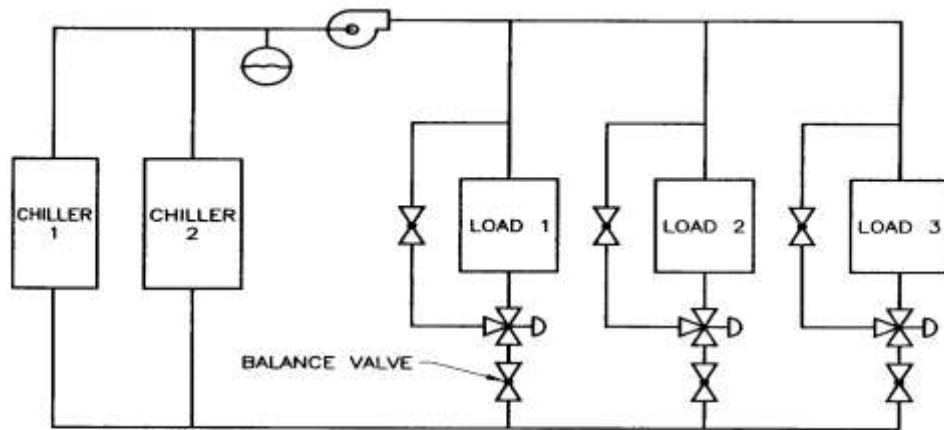 CHILLER
1
CHILLER
2
LOAD 1
LOAD 2
LOAD 3
BALANCE VALVE